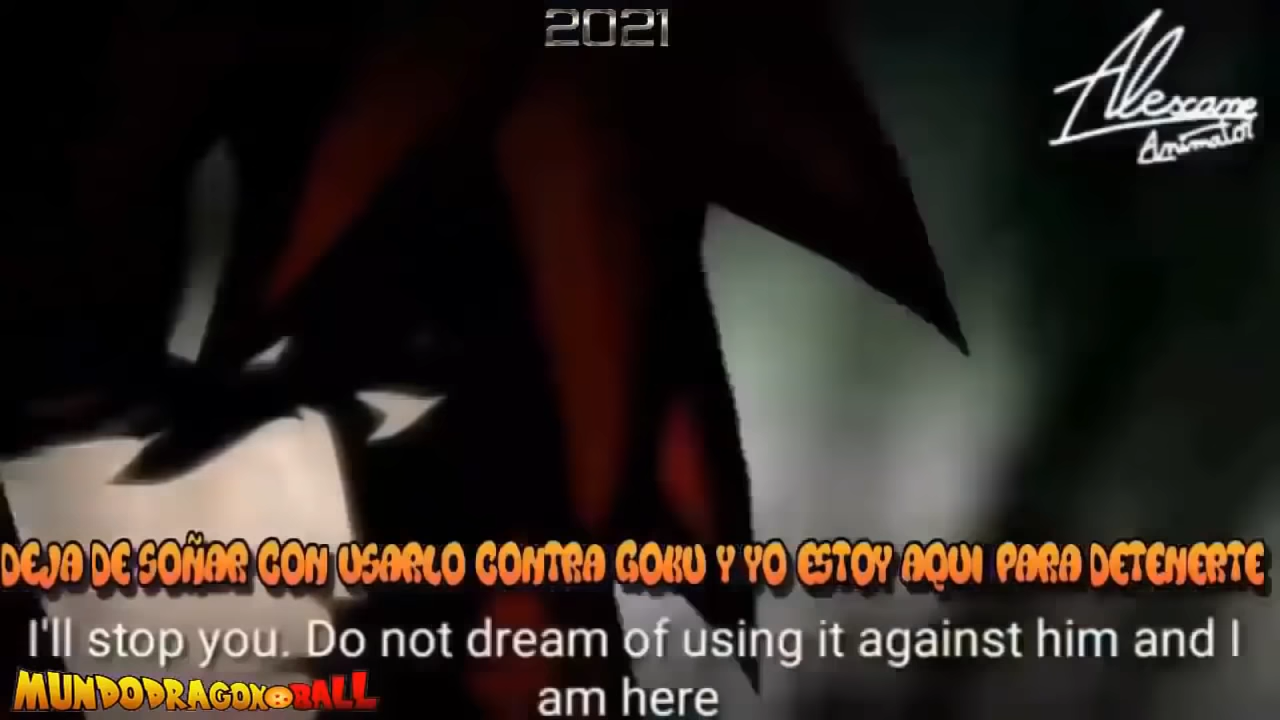 2021
Alexane
Animator
DEJA DE SOÑAR CON USARLO CONTRA GOKU Y YO ESTOY AQUI PARA DETENERTE
I'll stop you. Do not dream of using it against him and I
am here
MUNDODRAGONBALL